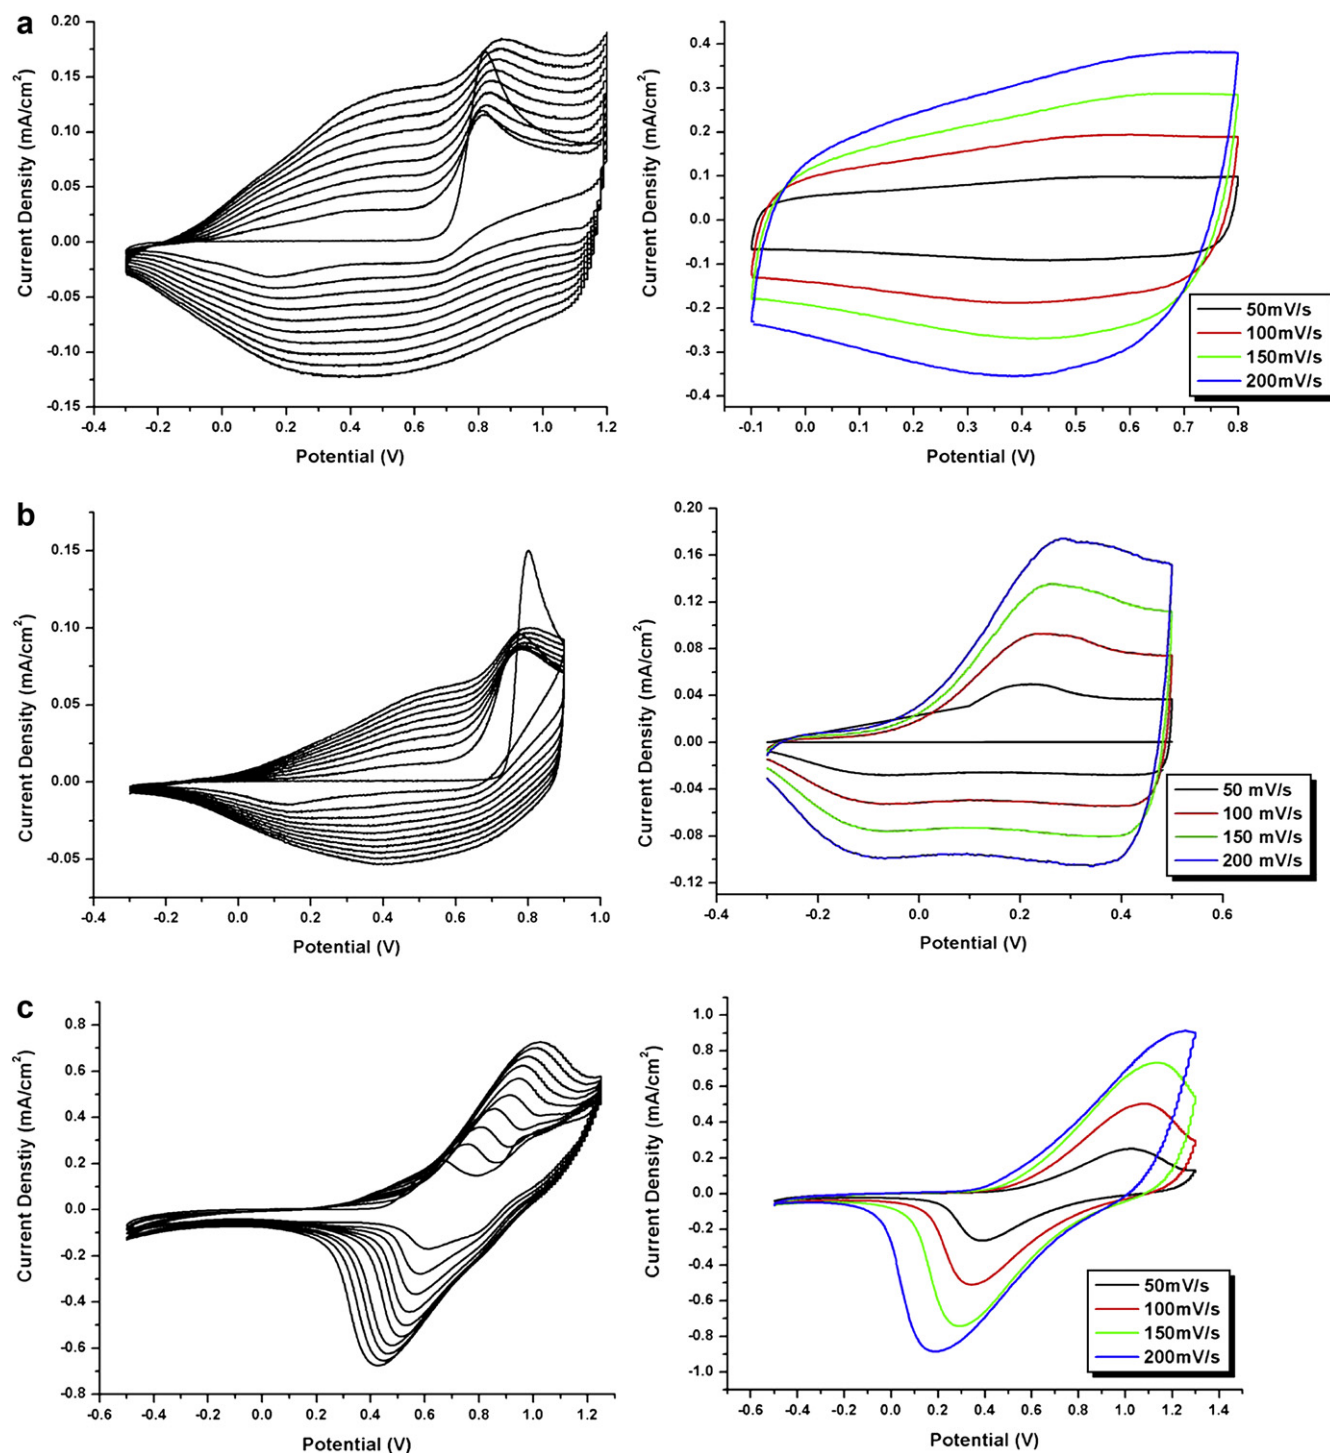 a
0.20
0.15
0.10
0.05
0.00
-0.05
-0.10
-0.15
Current Density (mA/cm²)
-0.4 -0.2 0.0 0.2 0.4 0.6 0.8 1.0 1.2
Potential (V)
0.4
0.3
0.2
0.1
0.0
-0.1
-0.2
-0.3
-0.4
Current Density (mA/cm²)
-0.1 0.0 0.1 0.2 0.3 0.4 0.5 0.6 0.7 0.8
Potential (V)
50mV/s
100mV/s
150mV/s
200mV/s
b
0.15
0.10
0.05
0.00
-0.05
Current Density (mA/cm²)
-0.4 -0.2 0.0 0.2 0.4 0.6 0.8 1.0
Potential (V)
0.20
0.16
0.12
0.08
0.04
0.00
-0.04
-0.08
-0.12
Current Density (mA/cm²)
-0.4 -0.2 0.0 0.2 0.4 0.6
Potential (V)
50 mV/s
100 mV/s
150 mV/s
200 mV/s
c
0.8
0.6
0.4
0.2
0.0
-0.2
-0.4
-0.6
-0.8
Current Denstiy (mA/cm²)
-0.6 -0.4 -0.2 0.0 0.2 0.4 0.6 0.8 1.0 1.2
Potential (V)
1.0
0.8
0.6
0.4
0.2
0.0
-0.2
-0.4
-0.6
-0.8
-1.0
Current Density (mA/cm²)
-0.6 -0.4 -0.2 0.0 0.2 0.4 0.6 0.8 1.0 1.2 1.4
Potential (V)
50mV/s
100mV/s
150mV/s
200mV/s